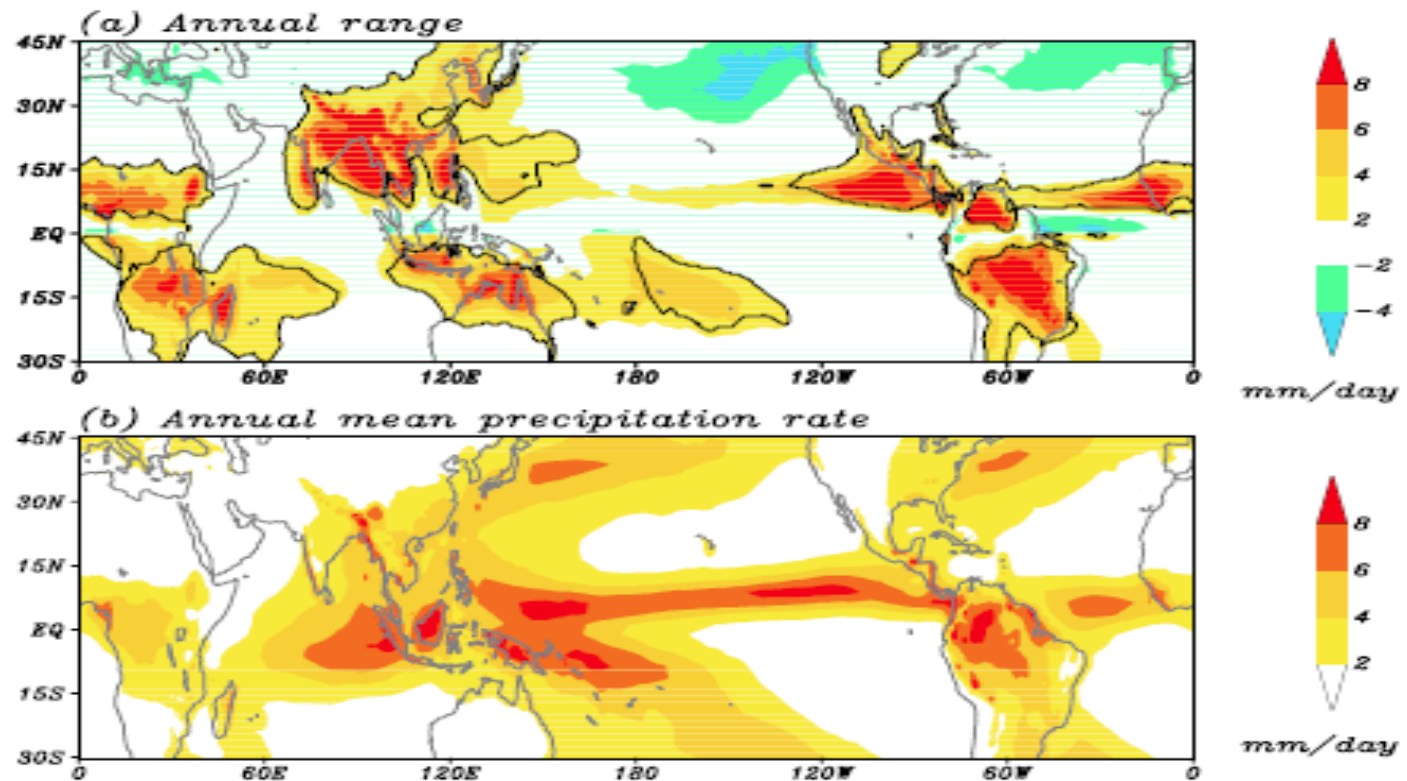 (a) Annual range
45N
30N
15N
EQ
15S
30S
0 60E 120E 180 120W 60W 0
8
6
4
2
-2
-4
mm/day
(b) Annual mean precipitation rate
45N
30N
15N
EQ
15S
30S
0 60E 120E 180 120W 60W 0
8
6
4
2
mm/day